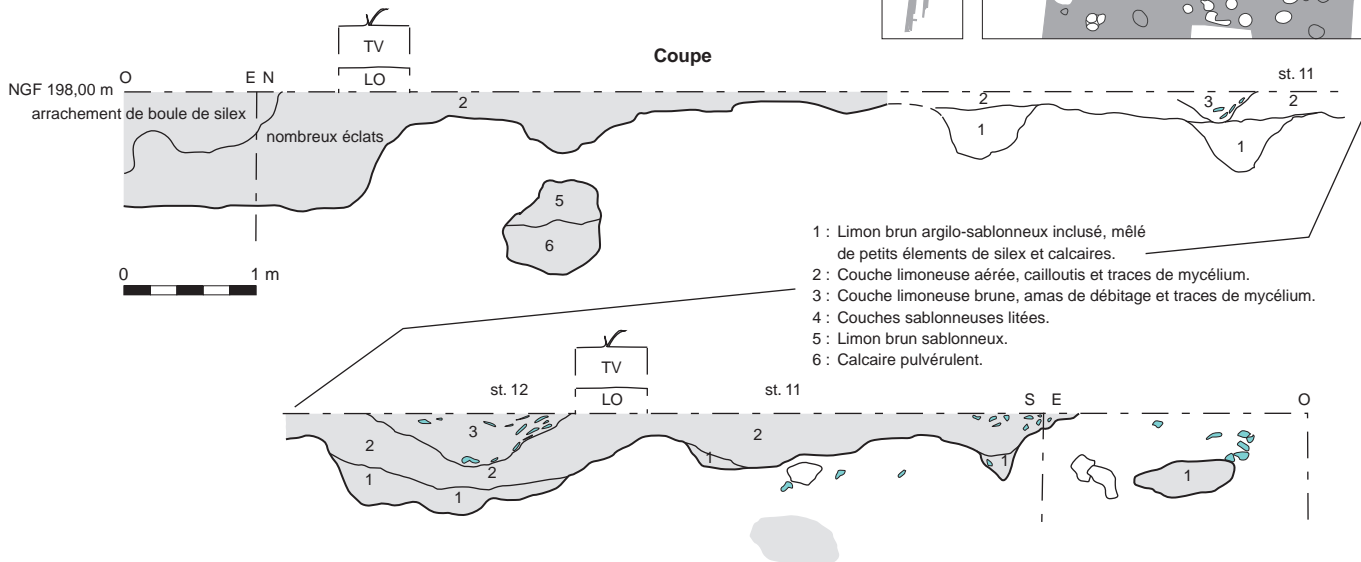 Coupe
TV
LO
O E N
st. 11
NGF 198,00 m
2 2 3 2
arrachement de boule de silex
nombreux éclats
1 1
5
6
0 1 m
1 : Limon brun argilo-sablonneux inclusé, mêlé
de petits élements de silex et calcaires.
2 : Couche limoneuse aérée, cailloutis et traces de mycélium.
3 : Couche limoneuse brune, amas de débitage et traces de mycélium.
4 : Couches sablonneuses litées.
5 : Limon brun sablonneux.
6 : Calcaire pulvérulent.
TV
LO
st. 12 st. 11
S E O
3 2
2 2
1 1 1 1 1